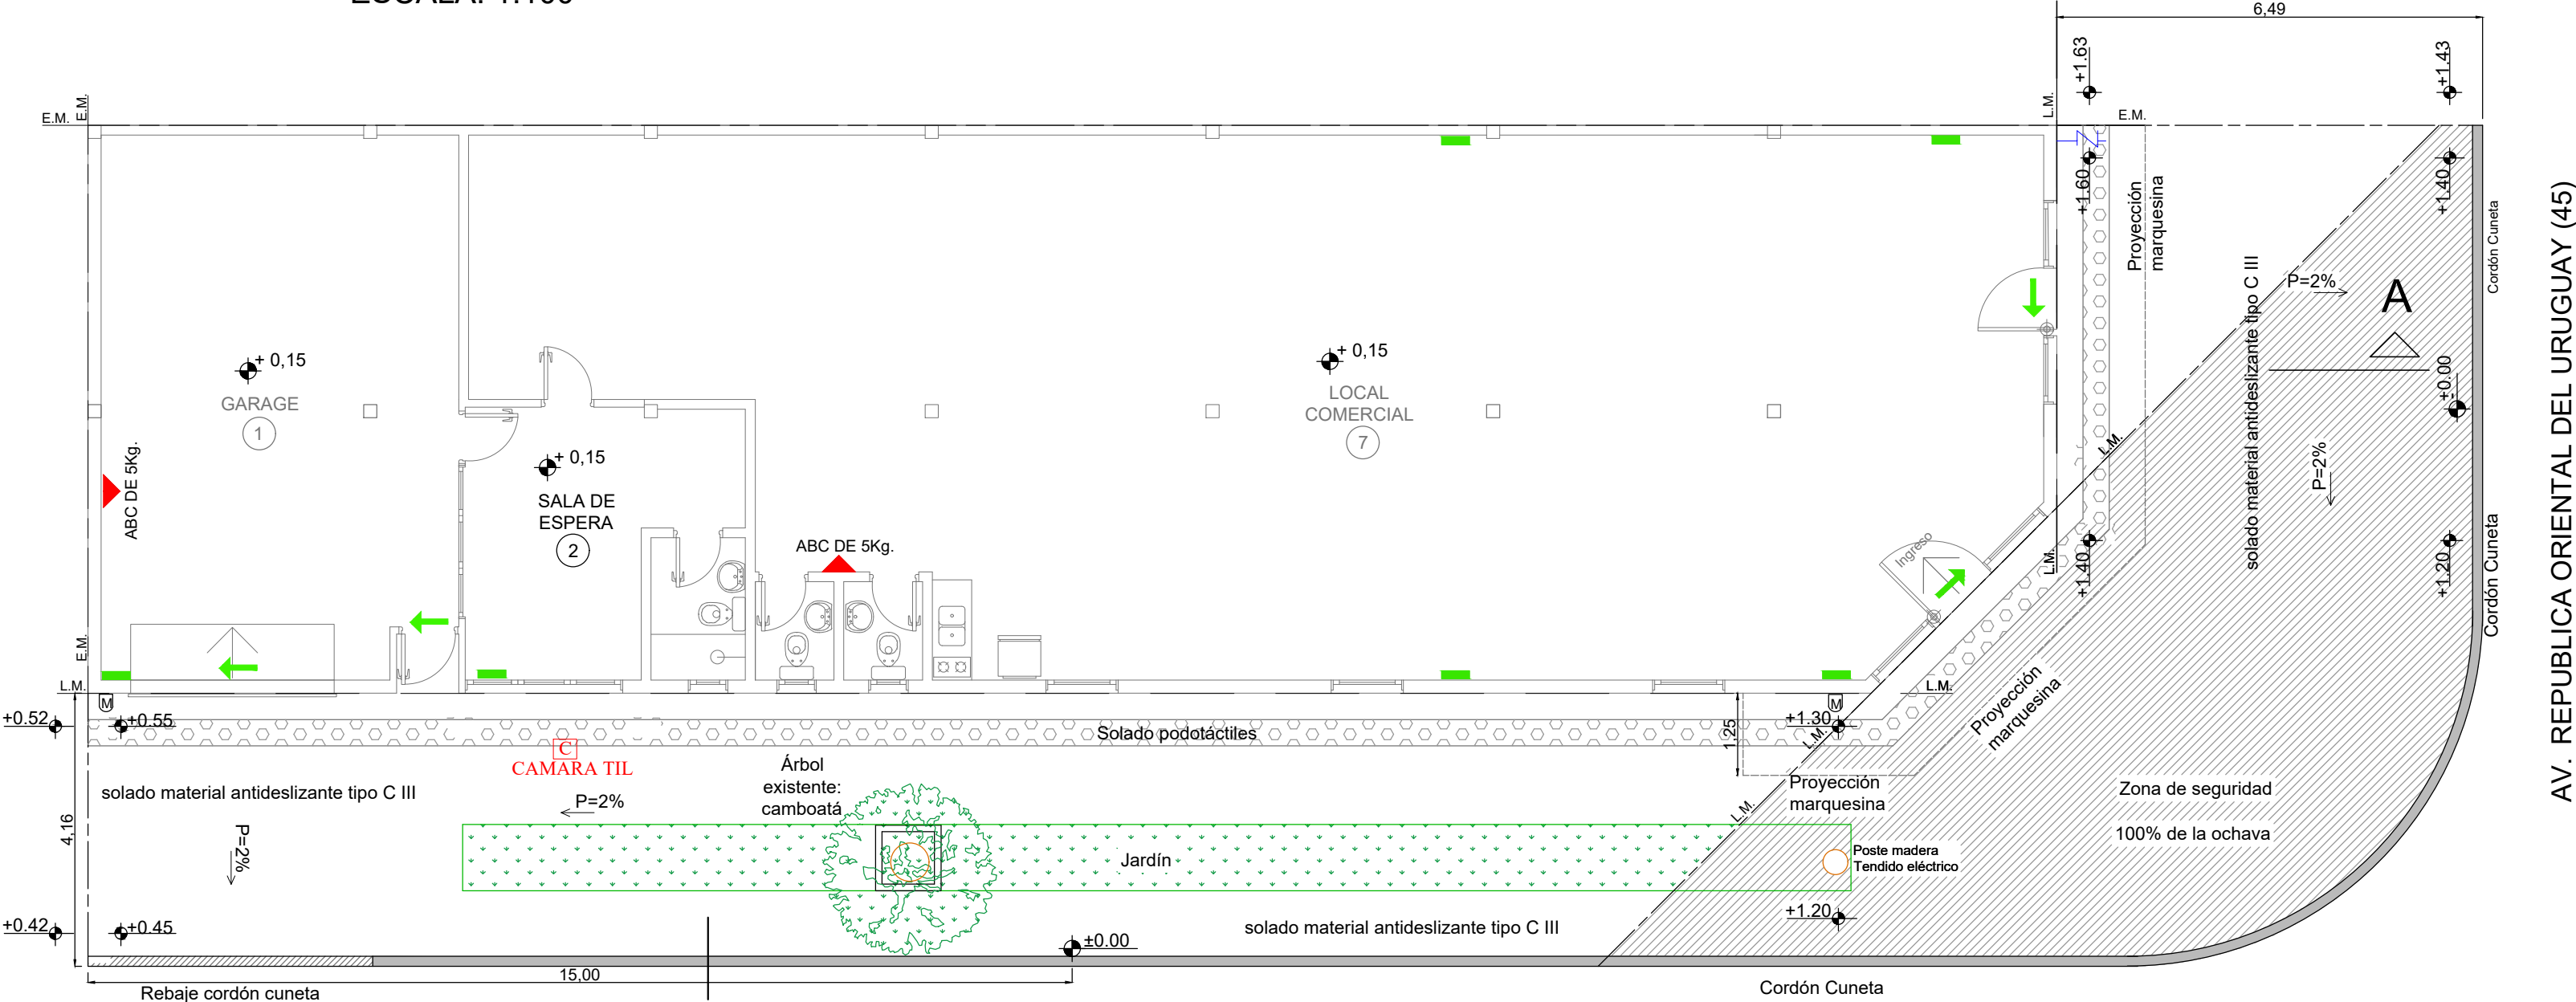 6,49
+1.63
+1.43
E.M.
E.M.
L.M.
E.M.
+1.60
+1.40
Proyección
marquesina
Cordón Cuneta
AV. REPUBLICA ORIENTAL DEL URUGUAY (45)
solado material antideslizante tipo C III
P=2%
A
+ 0,15
GARAGE
1
+ 0,15
LOCAL
COMERCIAL
7
±0.00
P=2%
L.M.
ABC DE 5Kg.
+ 0,15
SALA DE
ESPERA
2
ABC DE 5Kg.
Ingreso
L.M.
+1.40
+1.20
Cordón Cuneta
E.M.
L.M.
M
L.M.
M
+0.52
+0.55
Solado podotáctiles
1,25
+1.30
L.M.
Proyección
marquesina
C
CAMARA TIL
Árbol
existente:
camboatá
solado material antideslizante tipo C III
P=2%
Proyección
marquesina
L.M.
Zona de seguridad
100% de la ochava
4,16
P=2%
Jardín
Poste madera
Tendido eléctrico
+0.42
+0.45
±0.00
solado material antideslizante tipo C III
+1.20
15,00
Rebaje cordón cuneta
Cordón Cuneta